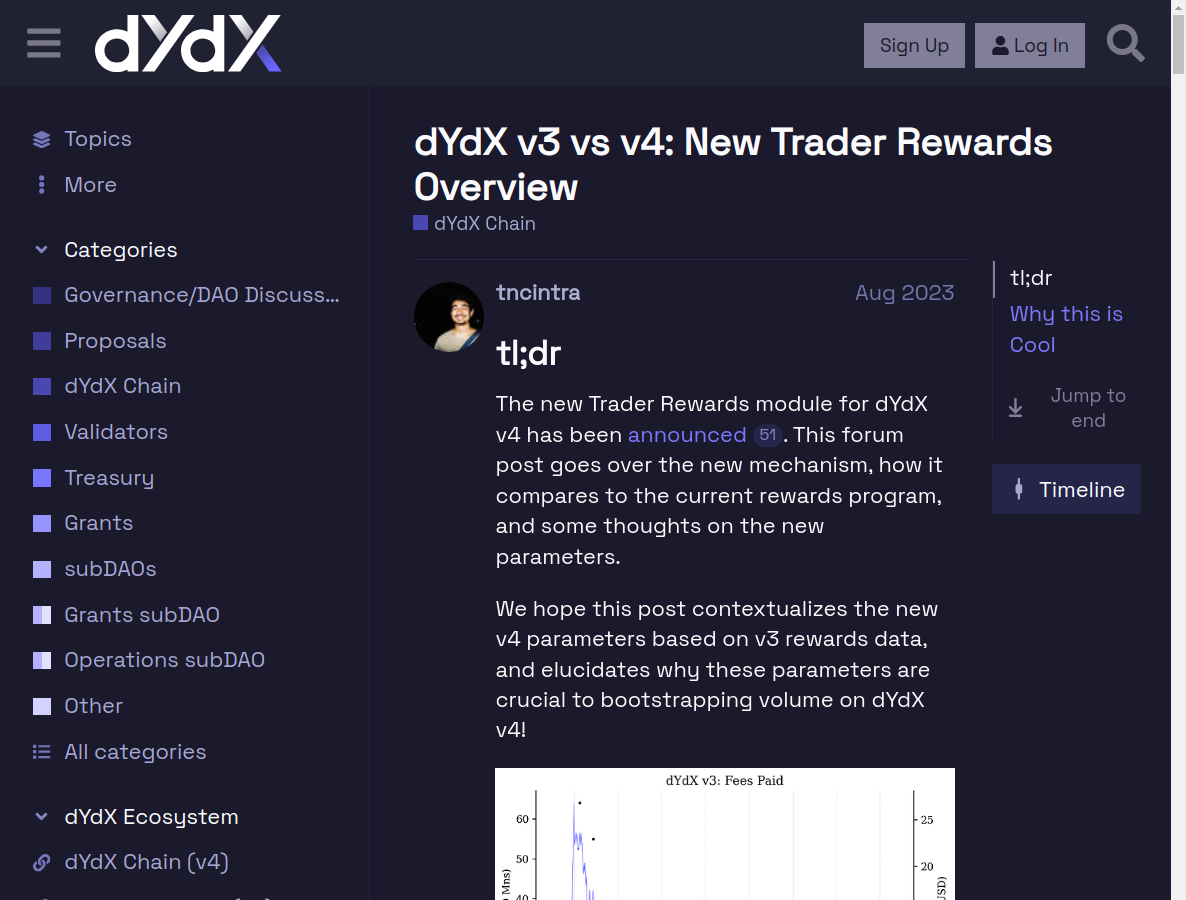 dYdX
Sign Up
Log In
Topics
More
Categories
Governance/DAO Discuss...
Proposals
dYdX Chain
Validators
Treasury
Grants
subDAOs
Grants subDAO
Operations subDAO
Other
All categories
dYdX Ecosystem
dYdX Chain (v4)
dYdX v3 vs v4: New Trader Rewards
Overview
dYdX Chain
tncintra
Aug 2023
tl;dr
The new Trader Rewards module for dYdX
v4 has been announced 51. This forum
post goes over the new mechanism, how it
compares to the current rewards program,
and some thoughts on the new
parameters.
We hope this post contextualizes the new
v4 parameters based on v3 rewards data,
and elucidates why these parameters are
crucial to bootstrapping volume on dYdX
v4!
dYdX v3: Fees Paid
60
50
40
25
20
Mns)
USD)
tl;dr
Why this is
Cool
Jump to
end
Timeline